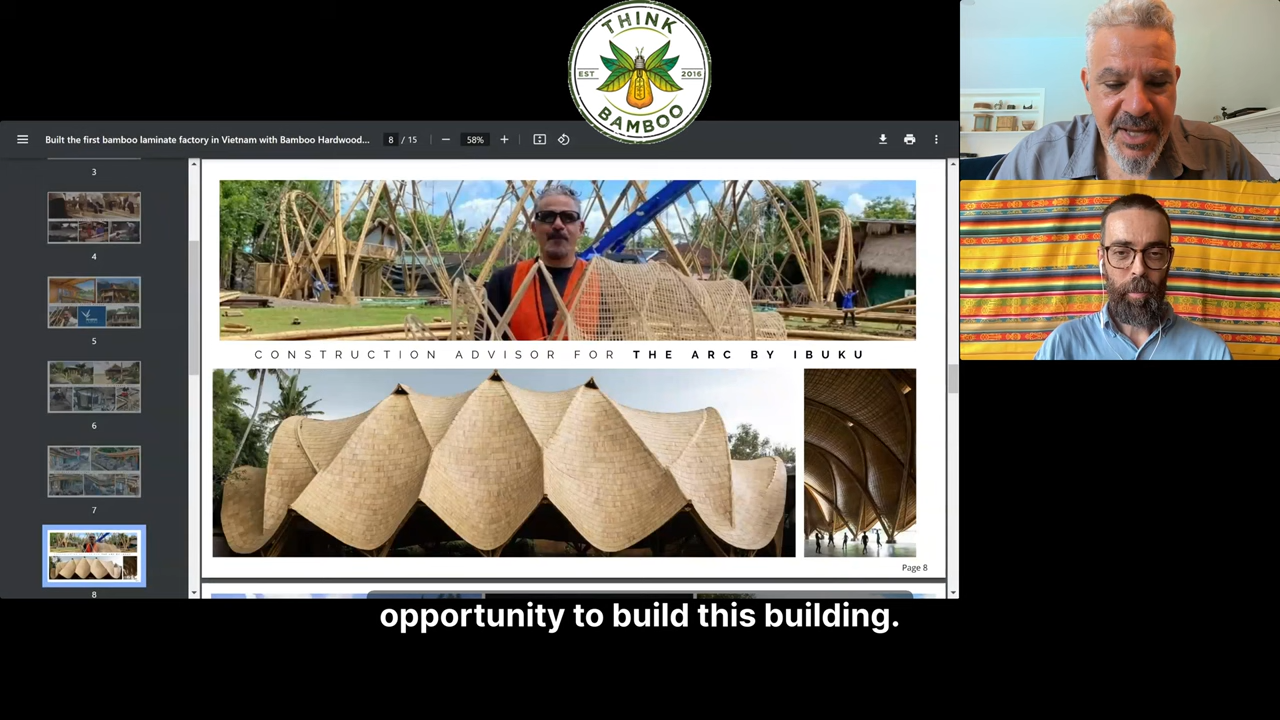 THINK
EST 2016
BAMBOO
Built the first bamboo laminate factory in Vietnam with Bamboo Hardwood... 8 / 15 58%
3
4
5
6
7
8
CONSTRUCTION ADVISOR FOR THE ARC BY IBUKU
Page 8
opportunity to build this building.